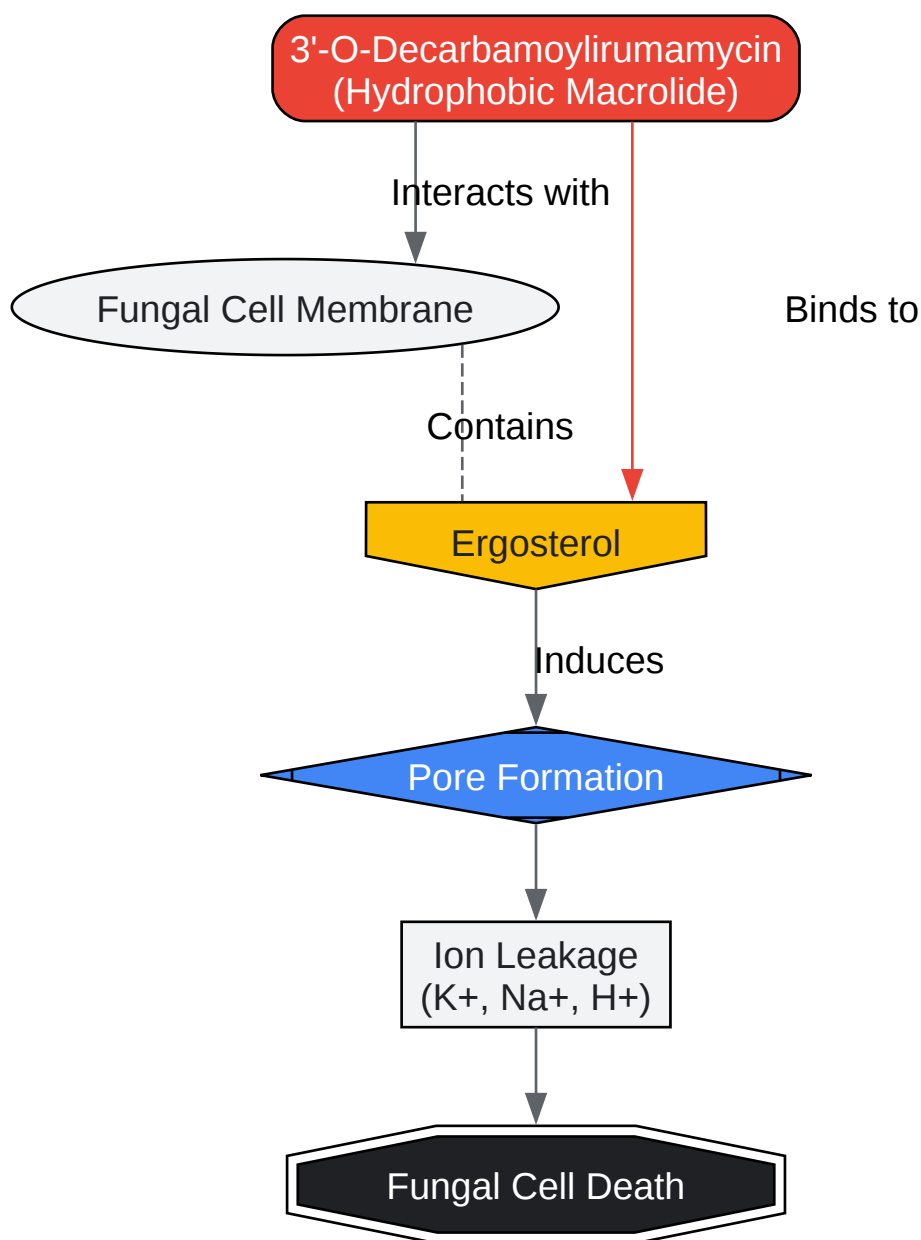 3'-O-Decarbamoylirumamycin
(Hydrophobic Macrolide)
Interacts with
Fungal Cell Membrane
Binds to
Contains
Ergosterol
Induces
Pore Formation
Ion Leakage
(K+, Na+, H+)
Fungal Cell Death